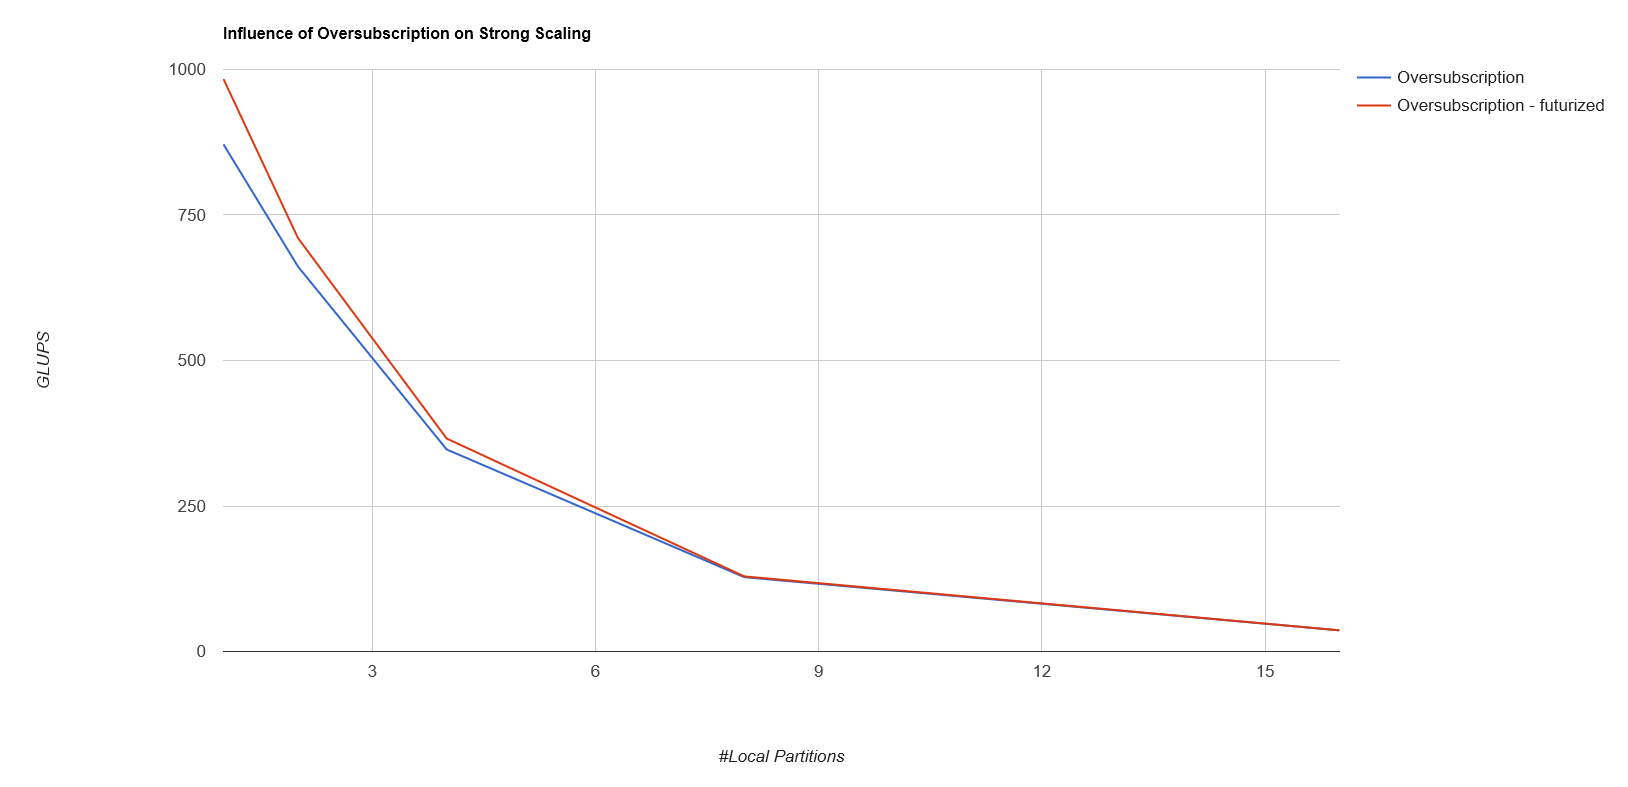 Influence of Oversubscription on Strong Scaling
1000
750
500
250
0
GLUPS
3 6 9 12 15
#Local Partitions
Oversubscription
Oversubscription - futurized